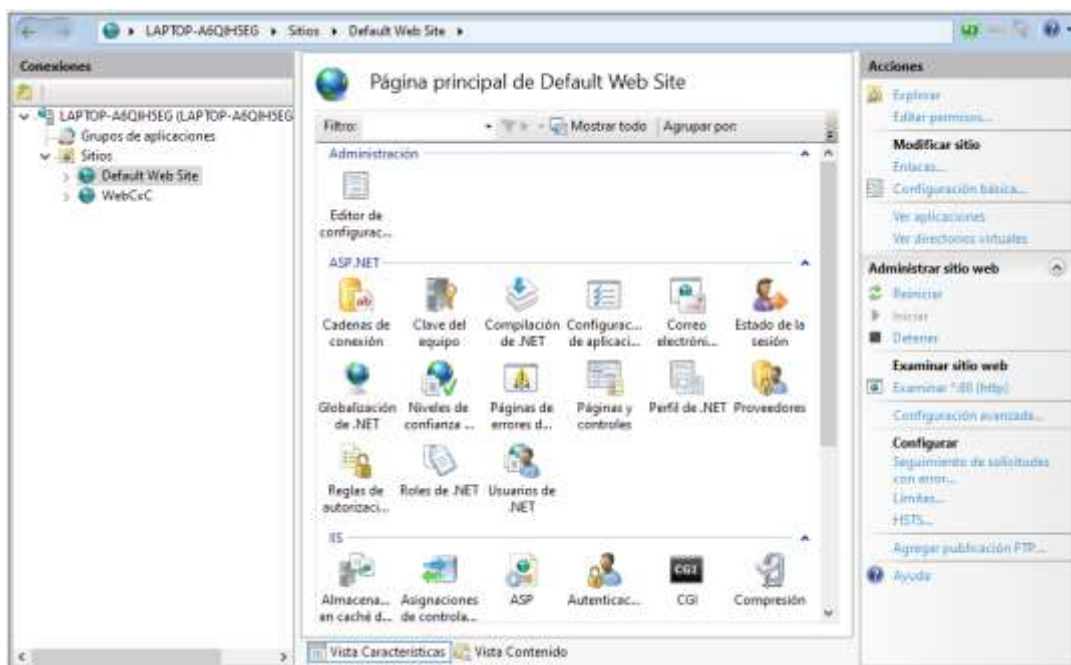 LAPTOP-A6QIH5EG ▸ Sitios ▸ Default Web Site ▸
Conexiones
LAPTOP-A6QIH5EG (LAPTOP-A6QIH5EG
Grupos de aplicaciones
Sitios
Default Web Site
WebCxC
Página principal de Default Web Site
Filtro:
Mostrar todo
Agrupar por:
Administración
Editor de
configurac...
ASP.NET
Cadenas de
conexión
Clave del
equipo
Compilación
de .NET
Configurac...
de aplicaci...
Correo
electróni...
Estado de la
sesión
Globalización
de .NET
Niveles de
confianza ...
Páginas de
errores d...
Páginas y
controles
Perfil de .NET
Proveedores
Reglas de
autorizaci...
Roles de .NET
Usuarios de
.NET
IIS
Almacena...
en caché d...
Asignaciones
de controla...
ASP
Autenticac...
CGI
CGI
Compresión
Vista Características
Vista Contenido
Acciones
Explorar
Editar permisos...
Modificar sitio
Enlaces...
Configuración básica...
Ver aplicaciones
Ver directorios virtuales
Administrar sitio web
Reiniciar
Iniciar
Detener
Examinar sitio web
Examinar *:80 (http)
Configuración avanzada...
Configurar
Seguimiento de solicitudes
con error...
Límites...
HSTS...
Agregar publicación FTP...
Ayuda